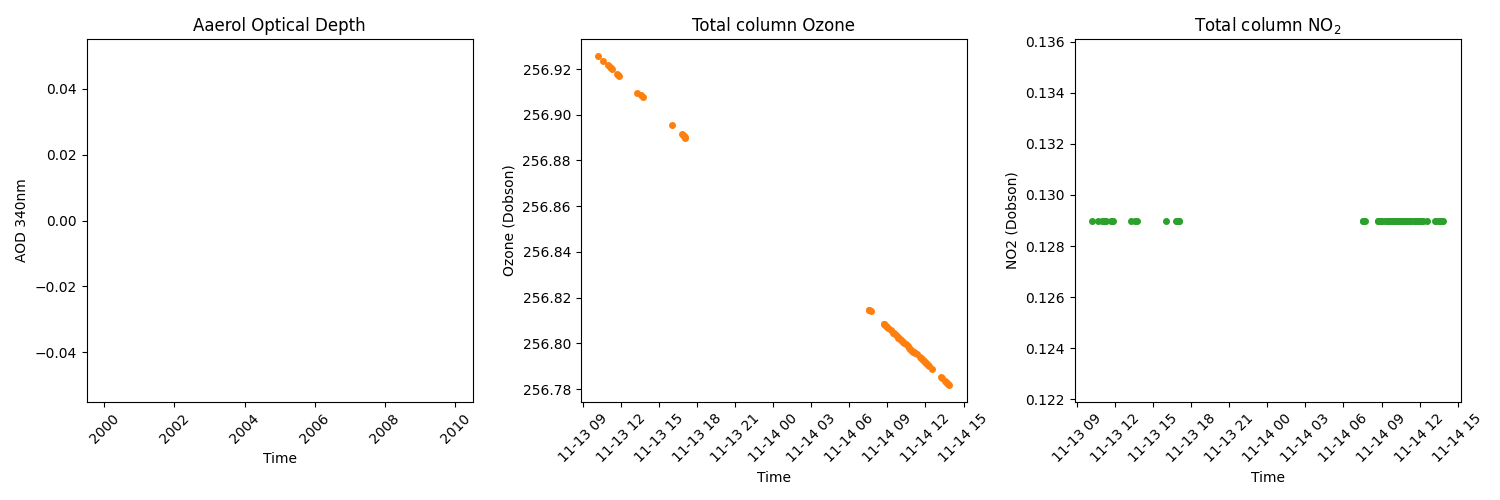 Aaerol Optical Depth
AOD 340nm
0.04
0.02
0.00
−0.02
−0.04
2000 2002 2004 2006 2008 2010
Time
Total column Ozone
Ozone (Dobson)
256.92
256.90
256.88
256.86
256.84
256.82
256.80
256.78
11-13 09 11-13 12 11-13 15 11-13 18 11-13 21 11-14 00 11-14 03 11-14 06 11-14 09 11-14 12 11-14 15
Time
Total column NO₂
NO2 (Dobson)
0.136
0.134
0.132
0.130
0.128
0.126
0.124
0.122
11-13 09 11-13 12 11-13 15 11-13 18 11-13 21 11-14 00 11-14 03 11-14 06 11-14 09 11-14 12 11-14 15
Time